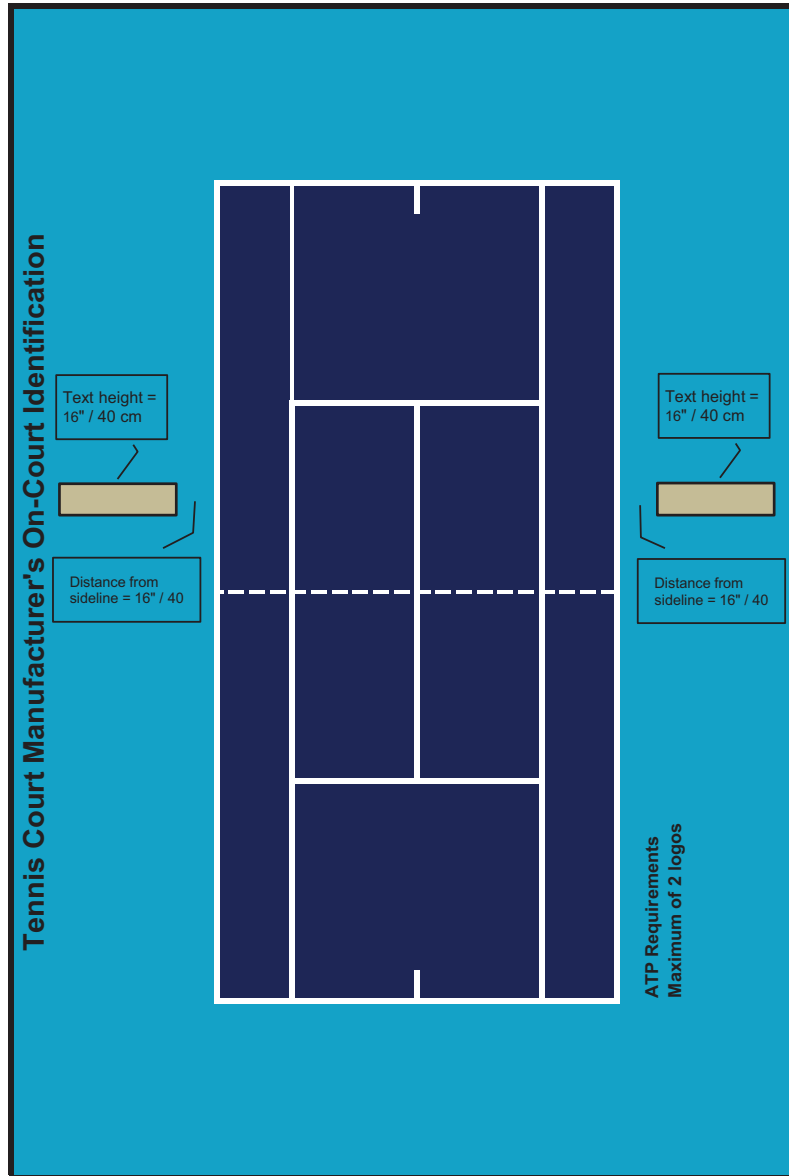 Tennis Court Manufacturer's On-Court Identification
Text height =
16" / 40 cm
Text height =
16" / 40 cm
Distance from
sideline = 16" / 40
Distance from
sideline = 16" / 40
ATP Requirements
Maximum of 2 logos